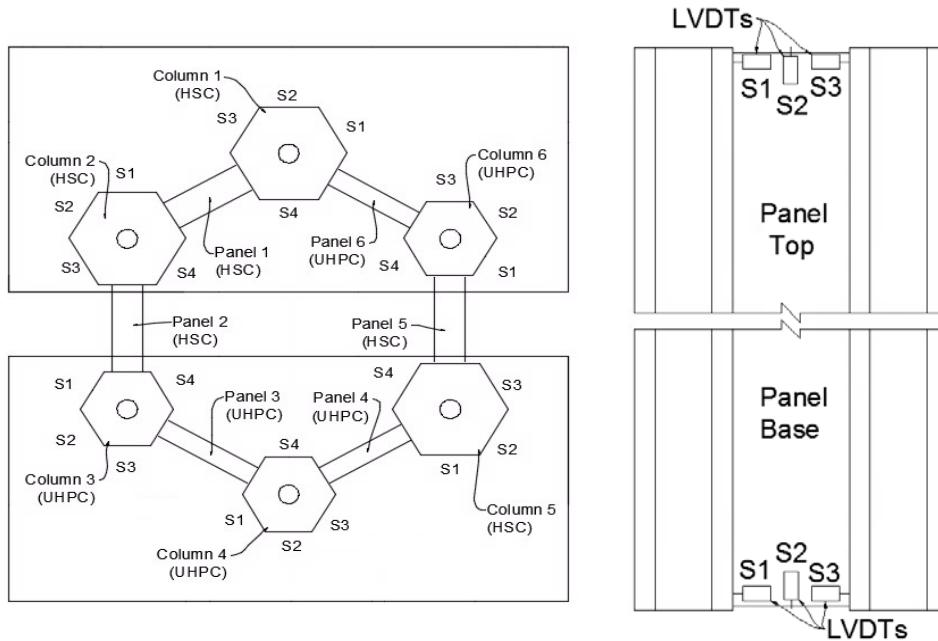 Column 1
(HSC)
S2
S3
S1
Column 2
(HSC)
S1
Column 6
(UHPC)
S3
S2
S2
S4
S3
S4
Panel 1
(HSC)
Panel 6
(UHPC)
S4
S1
Panel 2
(HSC)
Panel 5
(HSC)
S1
S4
Panel 3
(UHPC)
Panel 4
(UHPC)
S4
S3
S2
S3
S4
S1
S2
Column 3
(UHPC)
S1
S3
S2
Column 4
(UHPC)
Column 5
(HSC)
LVDTs
S1
S2
S3
Panel
Top
Panel
Base
S1
S2
S3
LVDTs